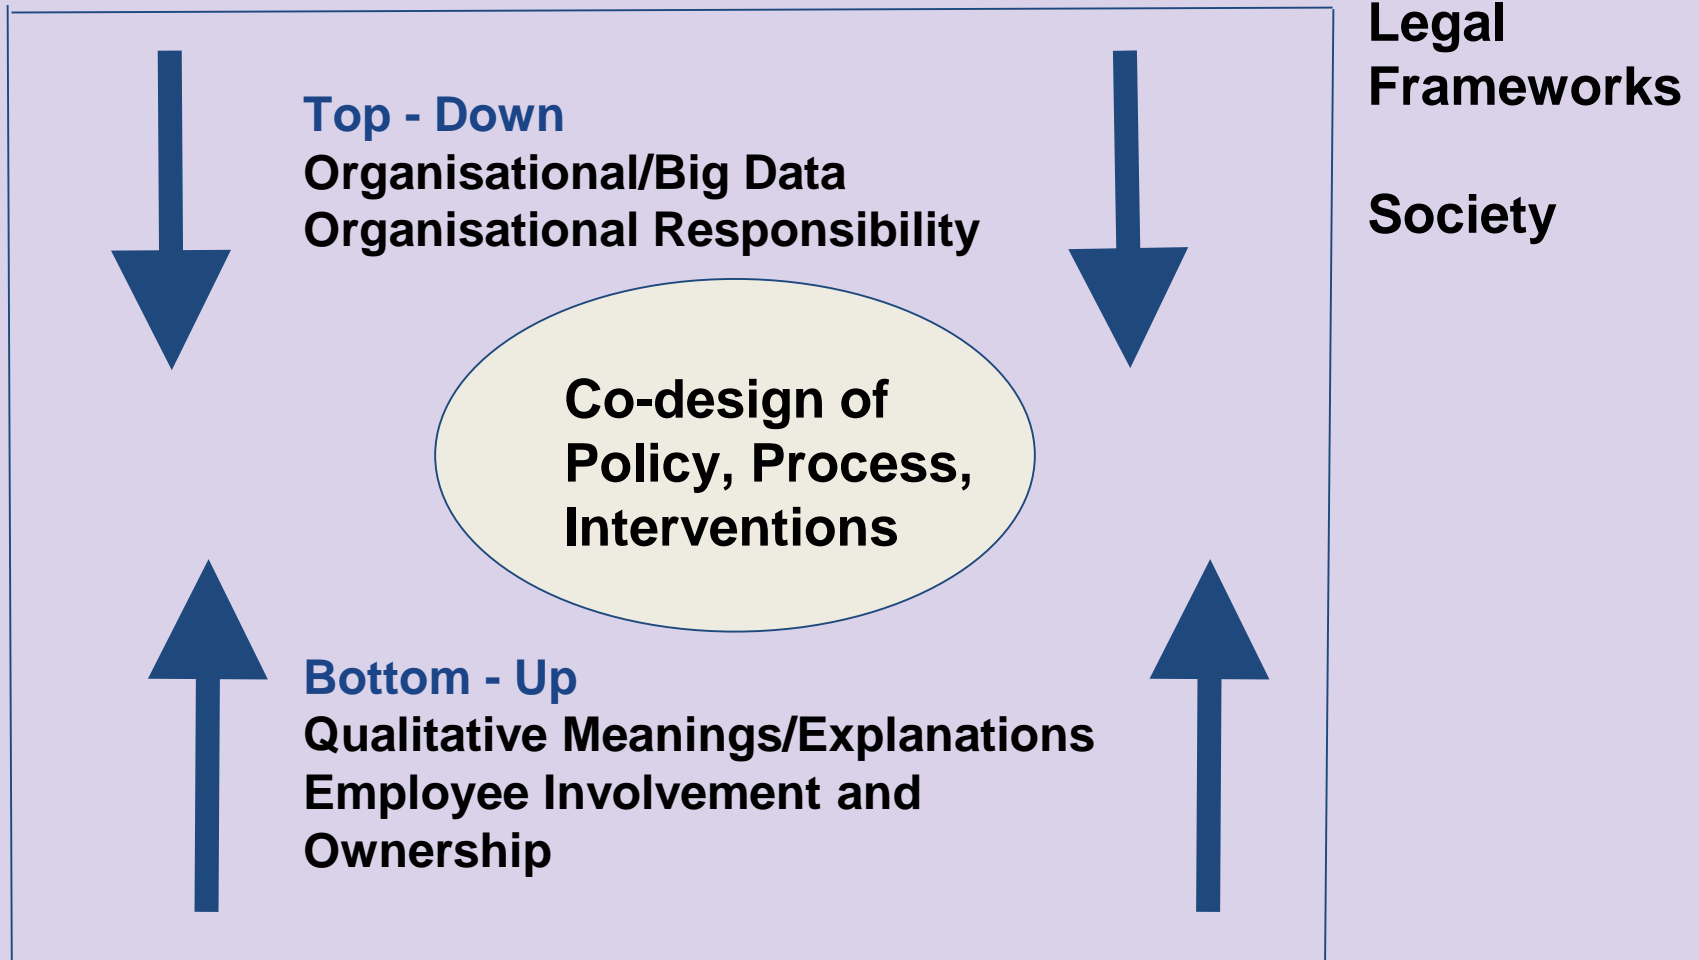 Top - Down
Organisational/Big Data
Organisational Responsibility
Co-design of
Policy, Process,
Interventions
Bottom - Up
Qualitative Meanings/Explanations
Employee Involvement and
Ownership
Legal
Frameworks
Society